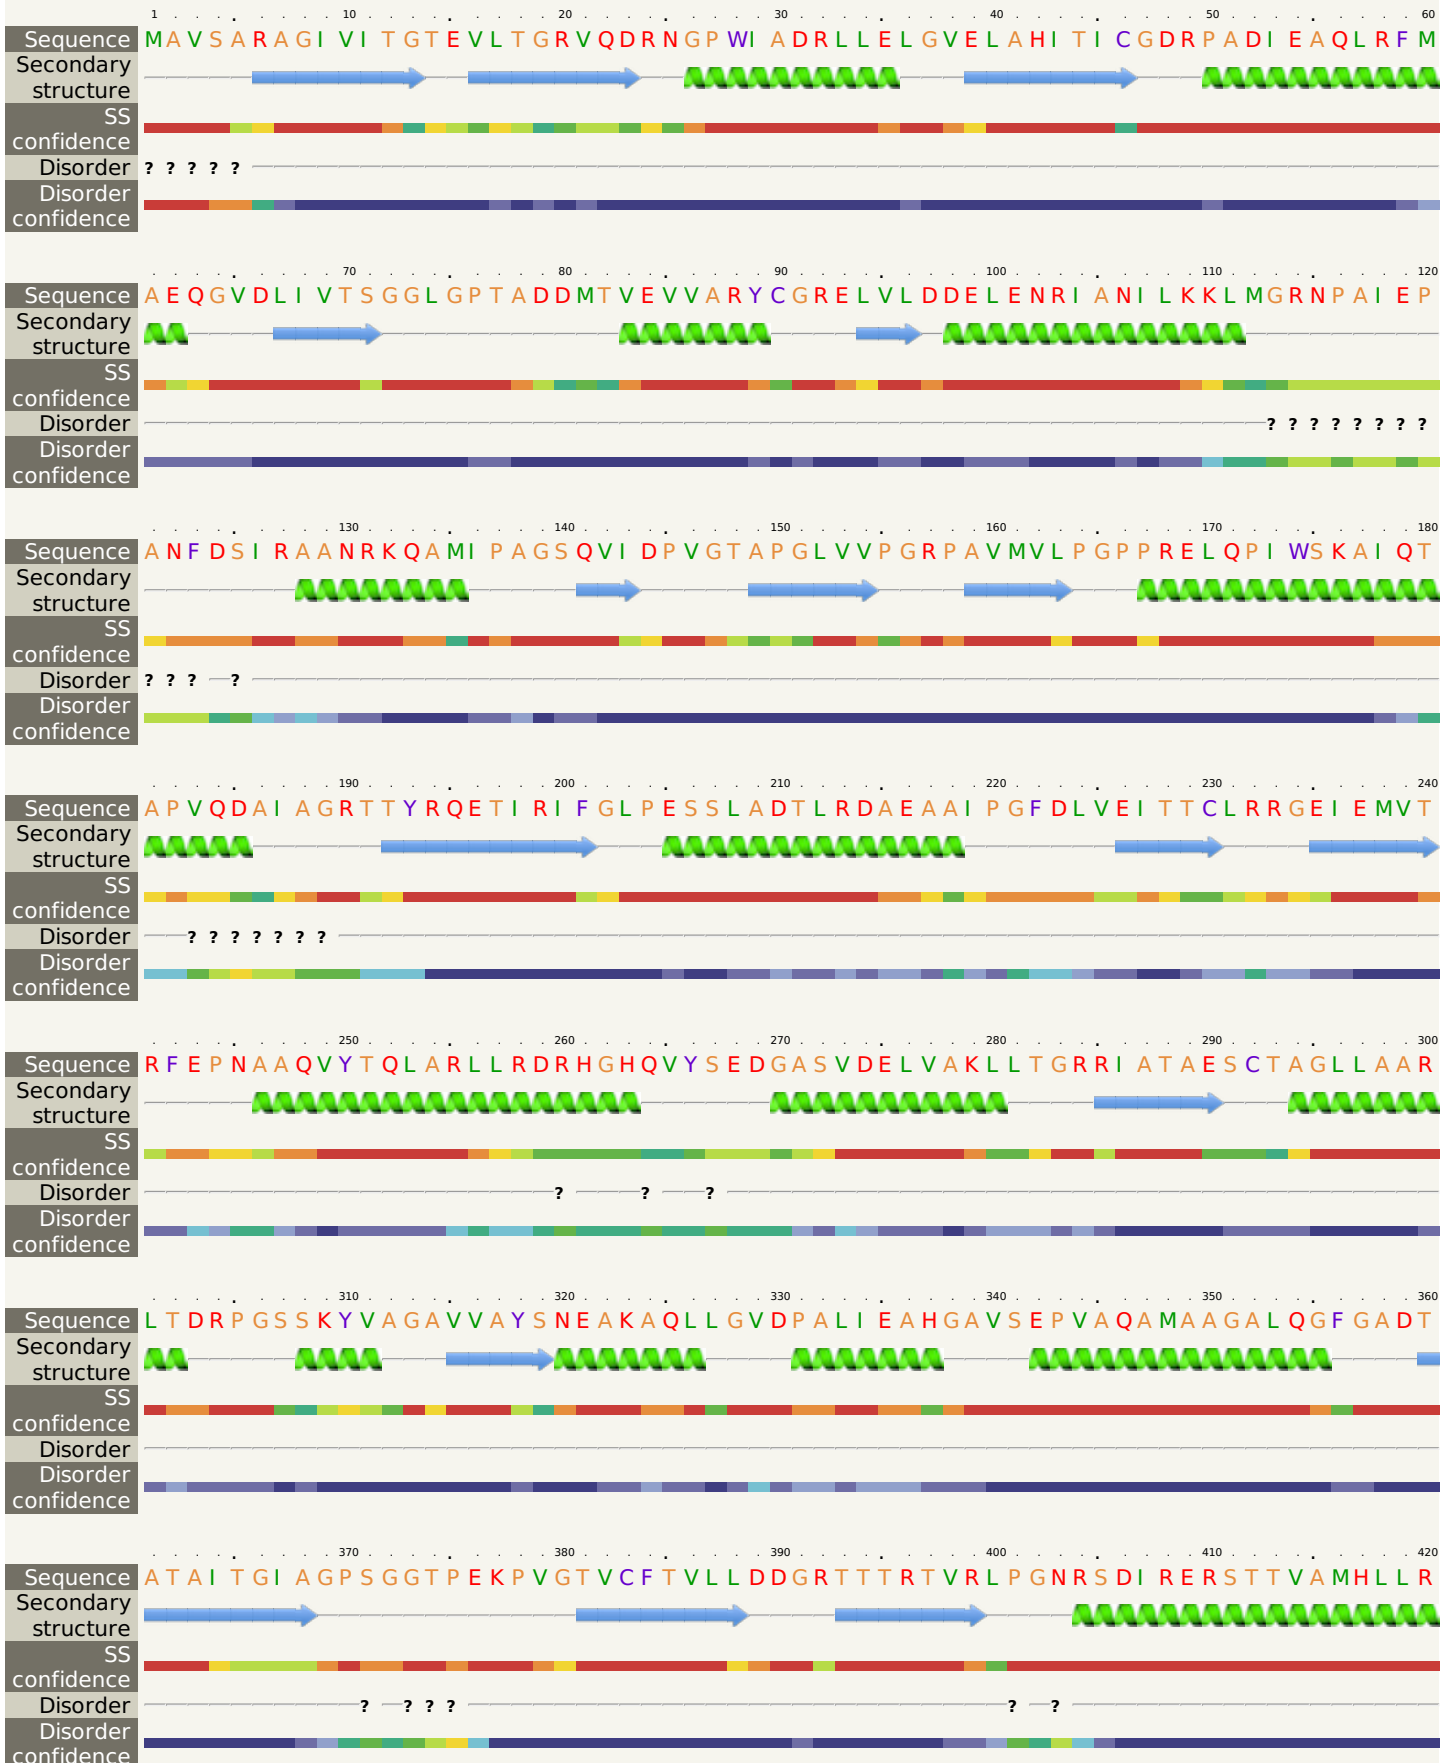 1 . . . . . . . . 10 . . . . . . . . . 20 . . . . . . . . . 30 . . . . . . . . . 40 . . . . . . . . . 50 . . . . . . . . . 60
Sequence MAVSARAGIVITGTEVLTGRVQDRNGPWIADRLLELGVELAHITICGDRPADIEAQLRFM
Secondary
structure
SS
confidence
Disorder ? ? ? ? ?
Disorder
confidence
. . . . . . . . . 70 . . . . . . . . . 80 . . . . . . . . . 90 . . . . . . . . . 100 . . . . . . . . . 110 . . . . . . . . . 120
Sequence AEQGVDLIVTSGGLGPTADDMTVEVVARYCGRELVLDDELENRIANILKKLMGRNPAIEP
Secondary
structure
SS
confidence
Disorder ? ? ? ? ? ? ? ?
Disorder
confidence
. . . . . . . . . 130 . . . . . . . . . 140 . . . . . . . . . 150 . . . . . . . . . 160 . . . . . . . . . 170 . . . . . . . . . 180
Sequence ANFDSIRAANRKQAMIPAGSQVIDPVGTAPGLVVPGRPAVMVLPGPPRELQPIWSKAIQT
Secondary
structure
SS
confidence
Disorder ? ? ? ?
Disorder
confidence
. . . . . . . . . 190 . . . . . . . . . 200 . . . . . . . . . 210 . . . . . . . . . 220 . . . . . . . . . 230 . . . . . . . . . 240
Sequence APVQDAIAGRTTYRQETIRIFGLPESSLADTLRDAEAAIPGFDLVEITTCLRRGEIEMVT
Secondary
structure
SS
confidence
Disorder ? ? ? ? ? ? ?
Disorder
confidence
. . . . . . . . . 250 . . . . . . . . . 260 . . . . . . . . . 270 . . . . . . . . . 280 . . . . . . . . . 290 . . . . . . . . . 300
Sequence RFEPNAAQVYTQLARLLRDRHGHQVYSEDGASVDELVAKLLTGRRIATAESCTAGLLAAR
Secondary
structure
SS
confidence
Disorder ? ? ?
Disorder
confidence
. . . . . . . . . 310 . . . . . . . . . 320 . . . . . . . . . 330 . . . . . . . . . 340 . . . . . . . . . 350 . . . . . . . . . 360
Sequence LTDRPGSSKYVAGAVVAYSNEAKAQLLGVDPALIEAHGAVSEPVAQAMAAGALQGFGADT
Secondary
structure
SS
confidence
Disorder
Disorder
confidence
. . . . . . . . . 370 . . . . . . . . . 380 . . . . . . . . . 390 . . . . . . . . . 400 . . . . . . . . . 410 . . . . . . . . . 420
Sequence ATAITGIAGPSGGTPEKPVGTVCFTVLLDDGRTTTRTVRLPGNRSDIRERSTTVAMHLLR
Secondary
structure
SS
confidence
Disorder ? ? ? ? ? ?
Disorder
confidence